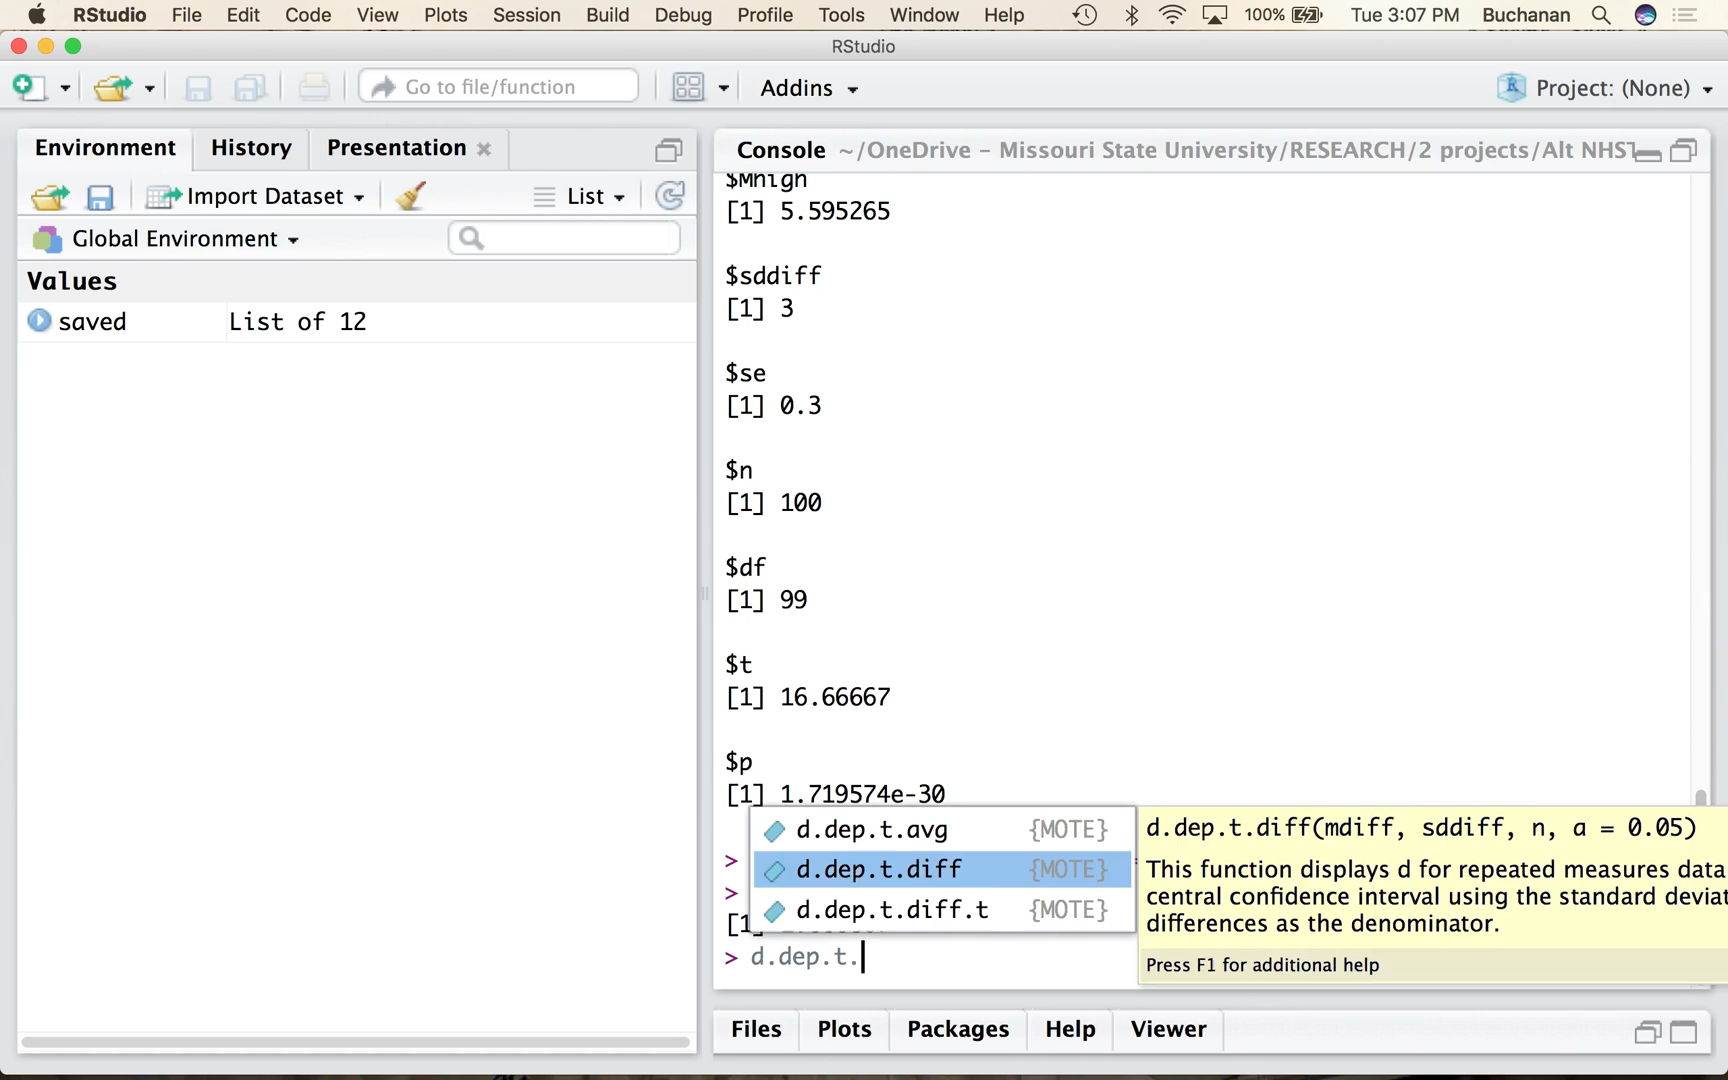 RStudio File Edit Code View Plots Session Build Debug Profile Tools Window Help 100% Tue 3:07 PM Buchanan
RStudio
Go to file/function Addins Project: (None)
Environment History Presentation
Import Dataset List
Global Environment
Values
saved List of 12
Console ~/OneDrive - Missouri State University/RESEARCH/2 projects/Alt NHST
$Mhigh
[1] 5.595265
$sddiff
[1] 3
$se
[1] 0.3
$n
[1] 100
$df
[1] 99
$t
[1] 16.66667
$p
[1] 1.719574e-30
>
>
[1]
d.dep.t.avg {MOTE}
d.dep.t.diff {MOTE}
d.dep.t.diff.t {MOTE}
d.dep.t.diff(mdiff, sddiff, n, a = 0.05)
This function displays d for repeated measures data
central confidence interval using the standard deviat
differences as the denominator.
Press F1 for additional help
> d.dep.t.
Files Plots Packages Help Viewer